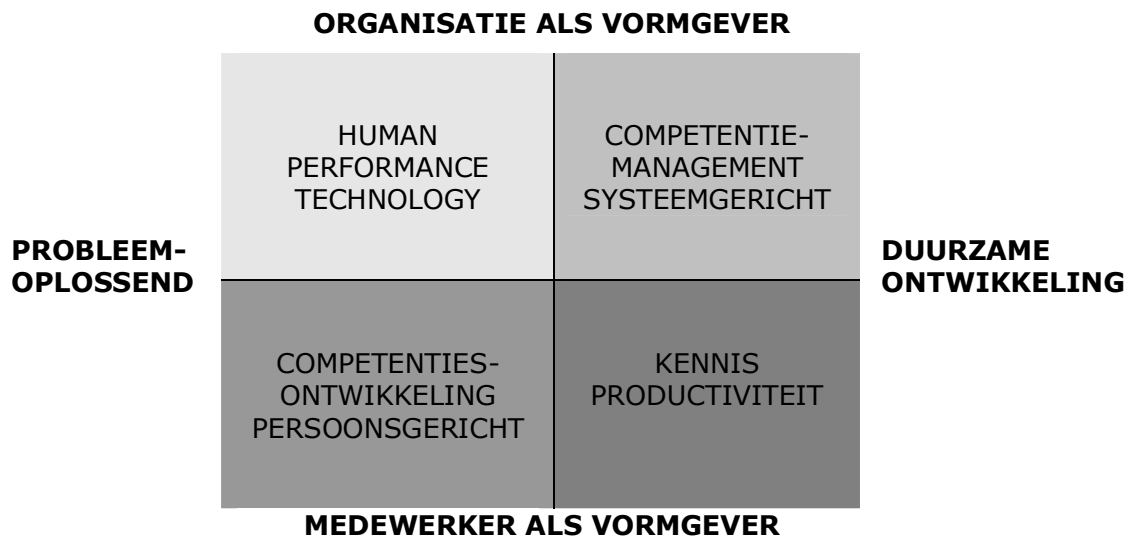 ORGANISATIE ALS VORMGEVER
HUMAN
PERFORMANCE
TECHNOLOGY
COMPETENTIE-
MANAGEMENT
SYSTEEMGERICHT
PROBLEEM-
OPLOSSEND
DUURZAME
ONTWIKKELING
COMPETENTIES-
ONTWIKKELING
PERSOONSGERICHT
KENNIS
PRODUCTIVITEIT
MEDEWERKER ALS VORMGEVER